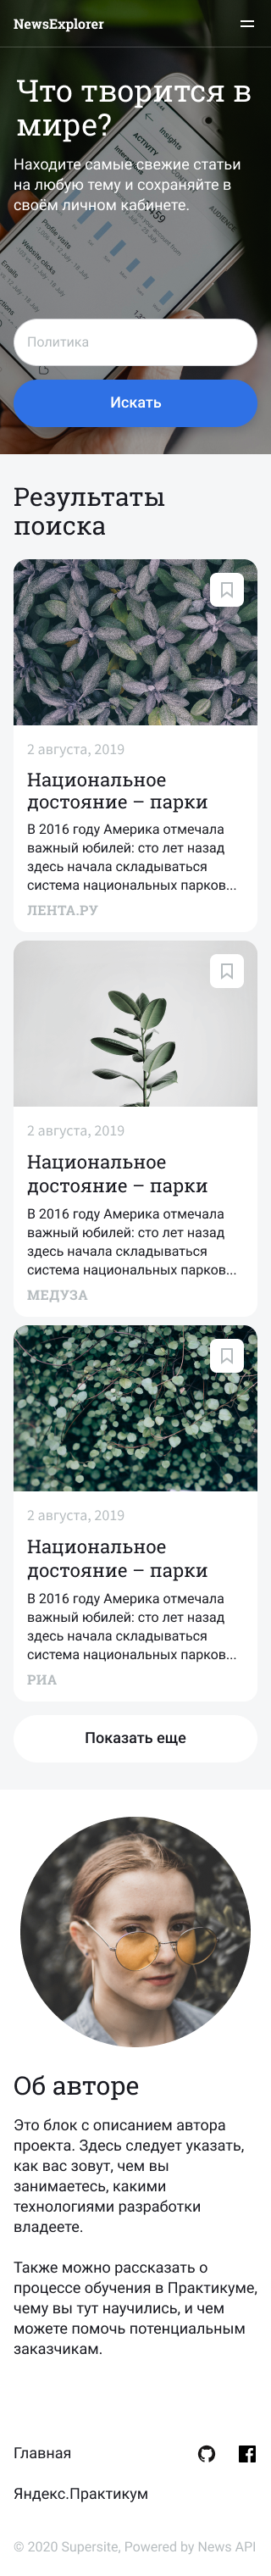 NewsExplorer
Что творится в
мире?
Находите самые свежие статьи
на любую тему и сохраняйте в
своём личном кабинете.
Политика
Искать
Результаты
поиска
2 августа, 2019
Национальное
достояние – парки
В 2016 году Америка отмечала
важный юбилей: сто лет назад
здесь начала складываться
система национальных парков...
ЛЕНТА.РУ
2 августа, 2019
Национальное
достояние – парки
В 2016 году Америка отмечала
важный юбилей: сто лет назад
здесь начала складываться
система национальных парков...
МЕДУЗА
2 августа, 2019
Национальное
достояние – парки
В 2016 году Америка отмечала
важный юбилей: сто лет назад
здесь начала складываться
система национальных парков...
РИА
Показать еще
Об авторе
Это блок с описанием автора
проекта. Здесь следует указать,
как вас зовут, чем вы
занимаетесь, какими
технологиями разработки
владеете.
Также можно рассказать о
процессе обучения в Практикуме,
чему вы тут научились, и чем
можете помочь потенциальным
заказчикам.
Главная
Яндекс.Практикум
© 2020 Supersite, Powered by News API